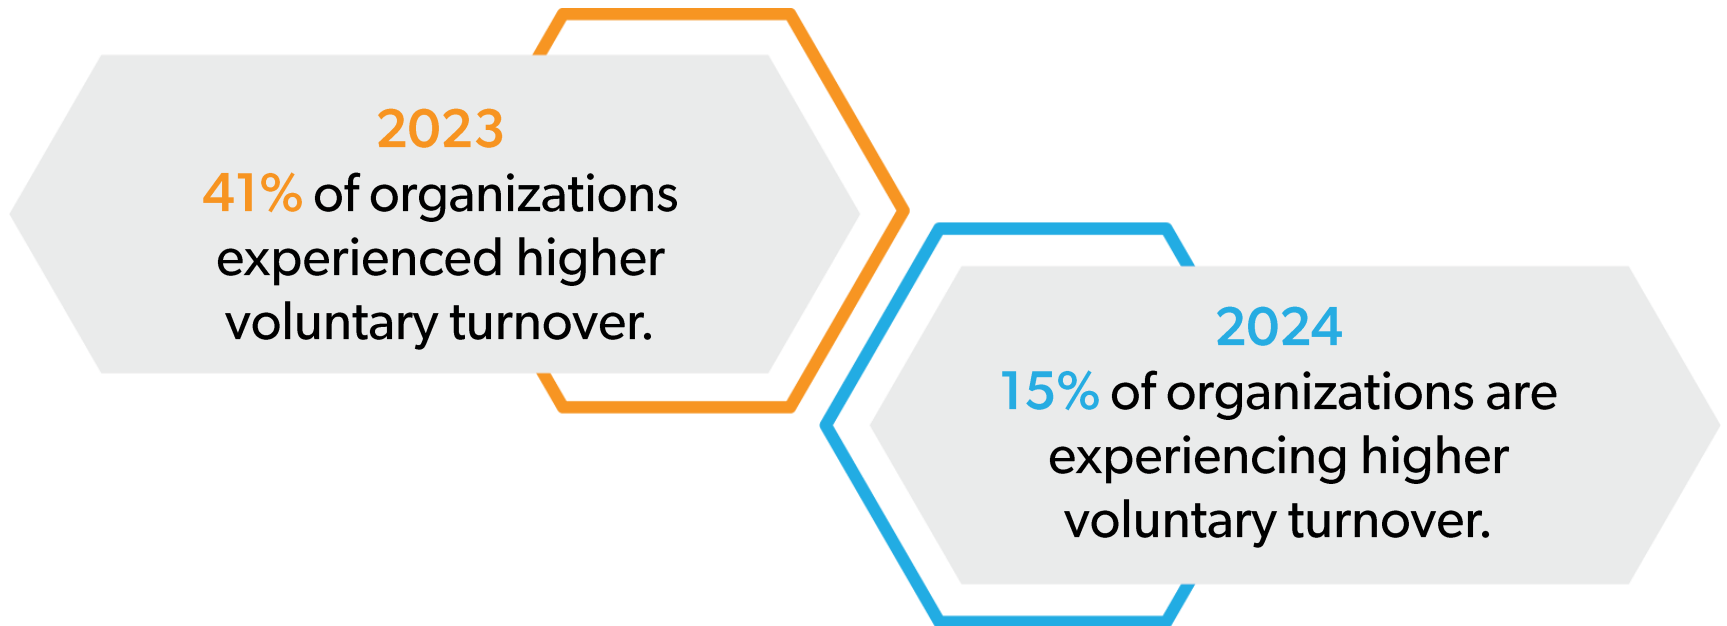 2023
41% of organizations
experienced higher
voluntary turnover.
2024
15% of organizations are
experiencing higher
voluntary turnover.